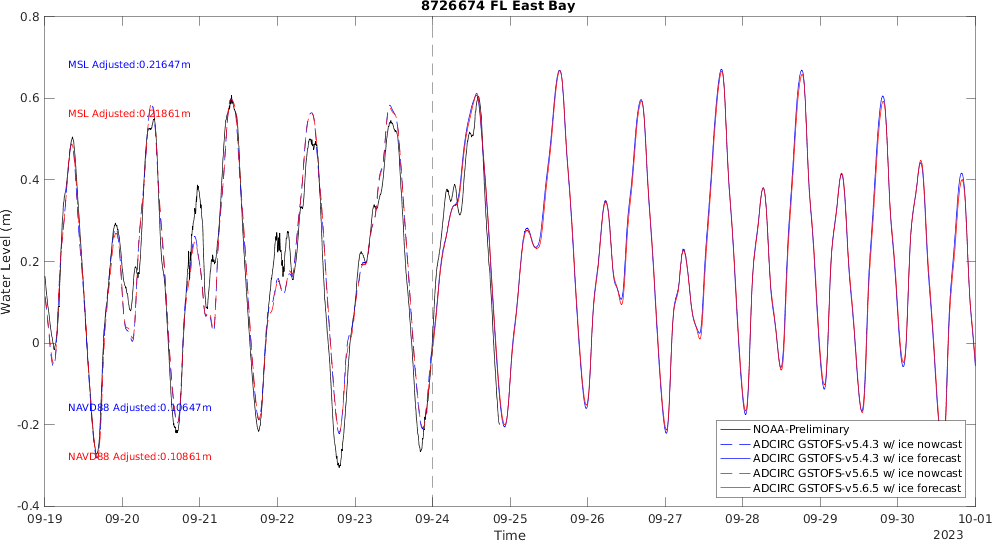 8726674 FL East Bay
0.8
0.6
0.4
0.2
0
-0.2
-0.4
Water Level (m)
MSL Adjusted:0.21647m
MSL Adjusted:0.21861m
NAVD88 Adjusted:0.10647m
NAVD88 Adjusted:0.10861m
NOAA-Preliminary
ADCIRC GSTOFS-v5.4.3 w/ ice nowcast
ADCIRC GSTOFS-v5.4.3 w/ ice forecast
ADCIRC GSTOFS-v5.6.5 w/ ice nowcast
ADCIRC GSTOFS-v5.6.5 w/ ice forecast
09-19 09-20 09-21 09-22 09-23 09-24 09-25 09-26 09-27 09-28 09-29 09-30 10-01
Time
2023